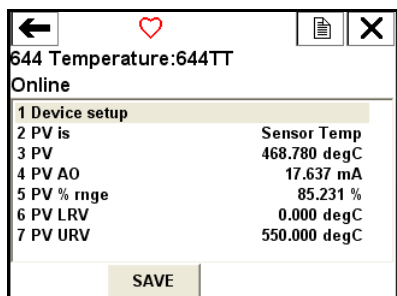 644 Temperature:644TT
Online
1 Device setup
2 PV is Sensor Temp
3 PV 468.780 degC
4 PV AO 17.637 mA
5 PV % rnge 85.231 %
6 PV LRV 0.000 degC
7 PV URV 550.000 degC
SAVE